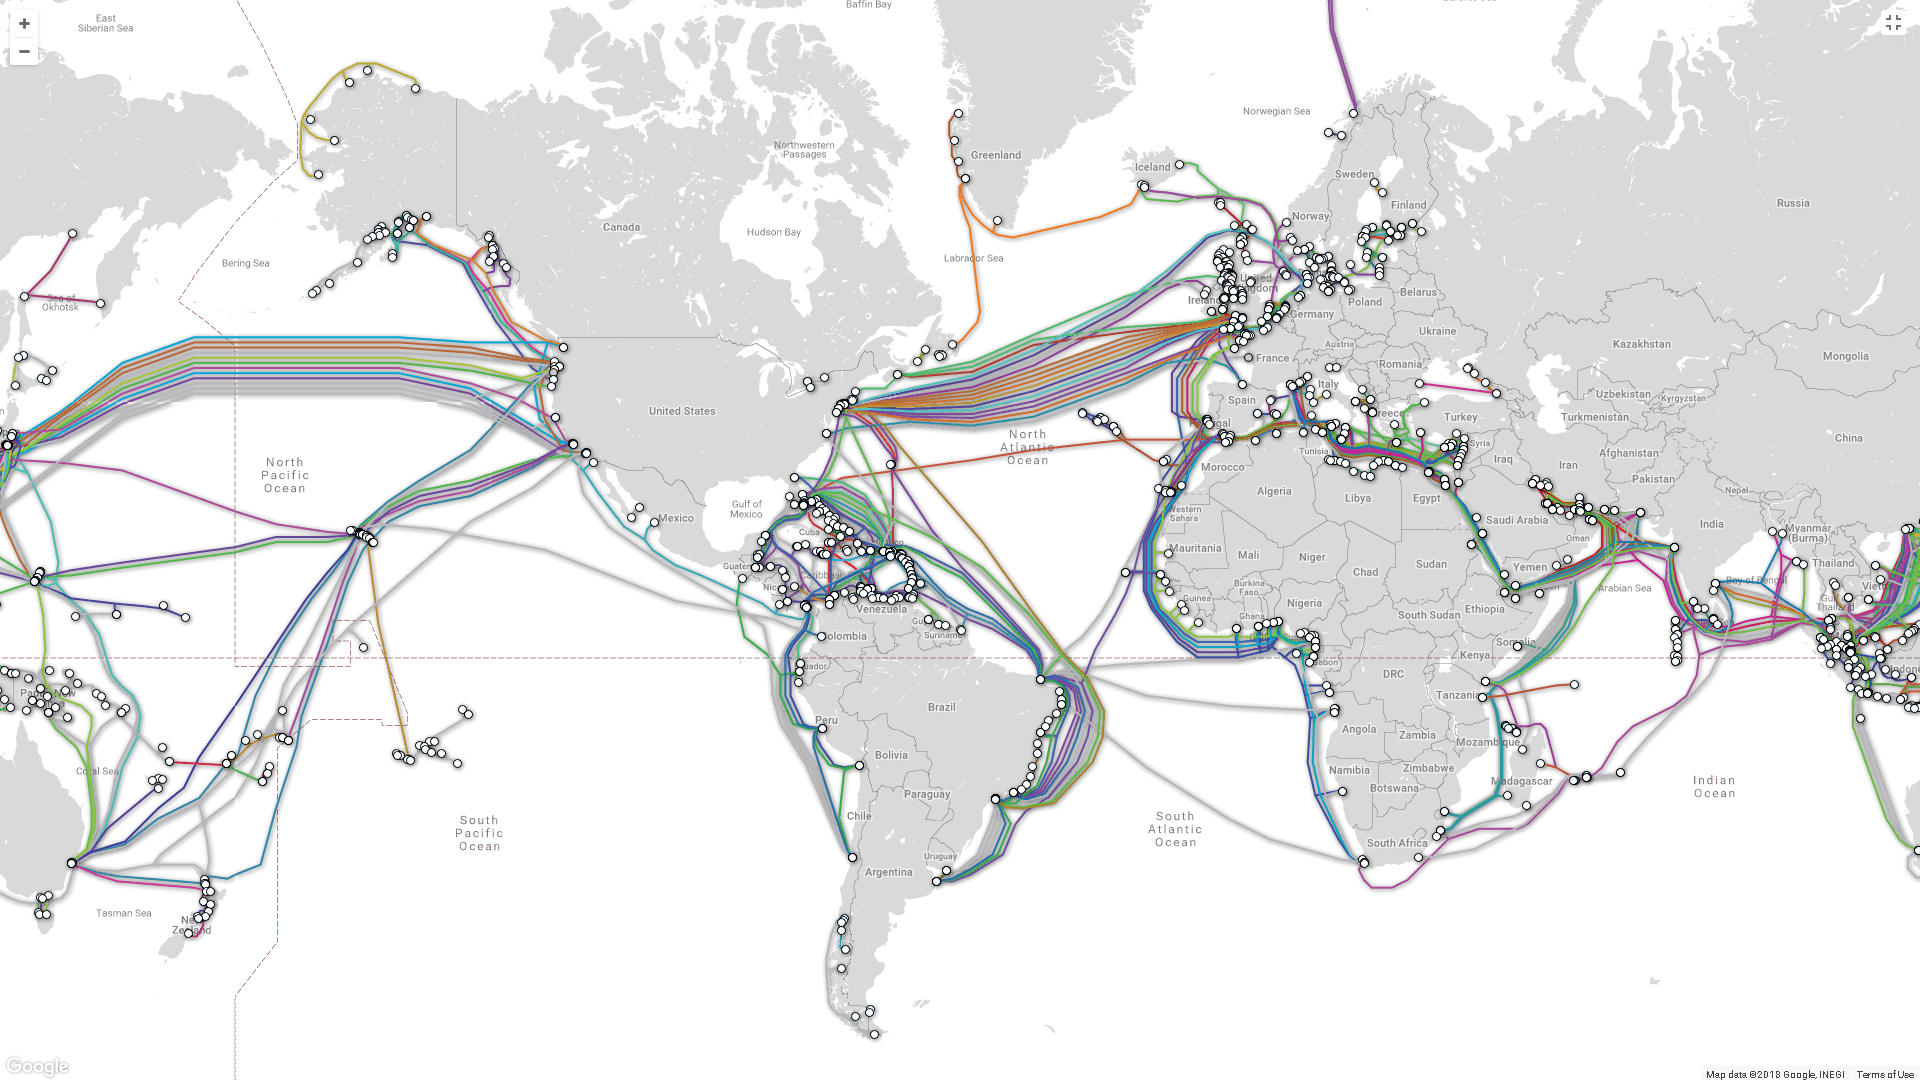 Baffin Bay
East
Siberian Sea
+
−
Norwegian Sea
Northwestern
Passages
Greenland
Iceland
Sweden
Finland
Russia
Norway
Canada
Hudson Bay
Bering Sea
Labrador Sea
Sea of
Okhotsk
United
Kingdom
Ireland
Belarus
Poland
Germany
Ukraine
Austria
France
Kazakhstan
Mongolia
Romania
Italy
Uzbekistan
Kyrgyzstan
Spain
United States
Greece
Turkey
Turkmenistan
Portugal
North
Atlantic
Ocean
China
Syria
Afghanistan
Tunisia
Iraq
Iran
Morocco
North
Pacific
Ocean
Pakistan
Algeria
Libya
Egypt
Nepal
Gulf of
Mexico
Mexico
Western
Sahara
Saudi Arabia
India
Myanmar
(Burma)
Cuba
Oman
Mauritania
Mali
Niger
Sudan
Chad
Yemen
Thailand
Caribbean
Arabian Sea
Bay of Bengal
Burkina
Faso
Guinea
Nigeria
Ethiopia
South Sudan
Gulf of
Thailand
Venezuela
Ghana
Suriname
Colombia
Somalia
Kenya
Gabon
DRC
Tanzania
Brazil
Peru
Angola
Zambia
Mozambique
Bolivia
Coral Sea
Namibia
Zimbabwe
Madagascar
Botswana
Indian
Ocean
Paraguay
Chile
South
Pacific
Ocean
South
Atlantic
Ocean
South Africa
Uruguay
Argentina
Tasman Sea
New
Zealand
Google
Map data ©2018 Google, INEGI
Terms of Use